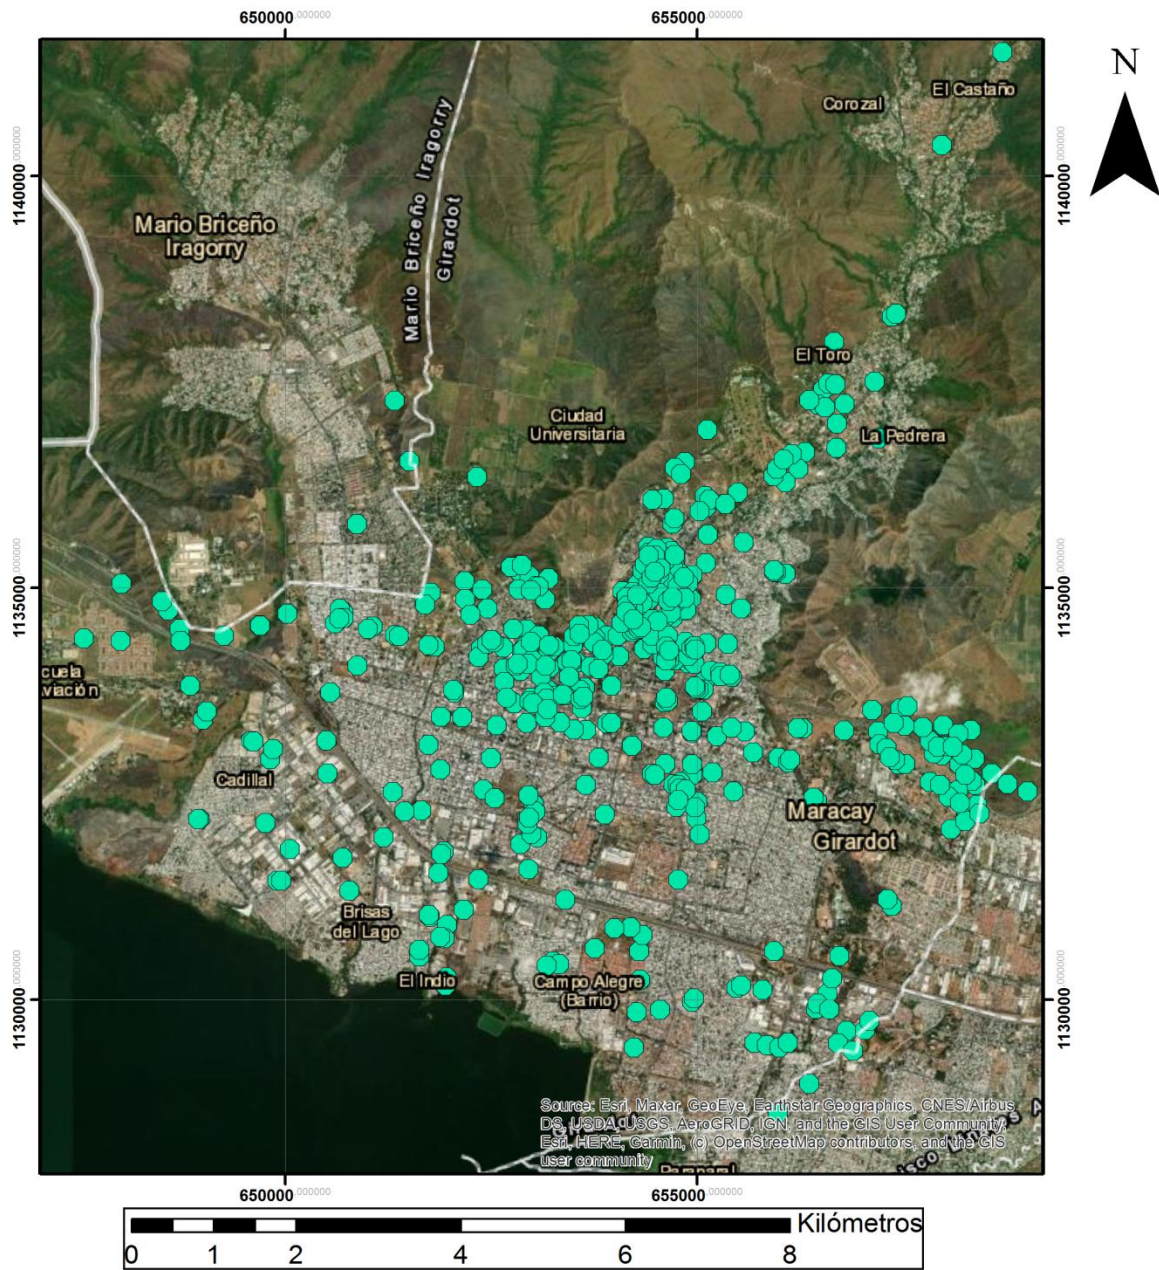 650000.000000
655000.000000
N
El Castaño
Corozal
1140000.000000
1140000.000000
Mario Briceño
Iragorry
Mario Briceño Iragorry
Girardot
El Toro
Ciudad
Universitaria
La Pedrera
1135000.000000
1135000.000000
cuela
viación
Cadillal
Maracay
Girardot
Brisas
del Lago
El Indio
Campo Alegre
(Barrio)
1130000.000000
1130000.000000
Source: Esri, Maxar, GeoEye, Earthstar Geographics, CNES/Airbus
DS, USDA, USGS, AeroGRID, IGN, and the GIS User Community,
Esri, HERE, Garmin, (c) OpenStreetMap contributors, and the GIS
user community
Paraparal
650000.000000
655000.000000
Kilómetros
0 1 2 4 6 8